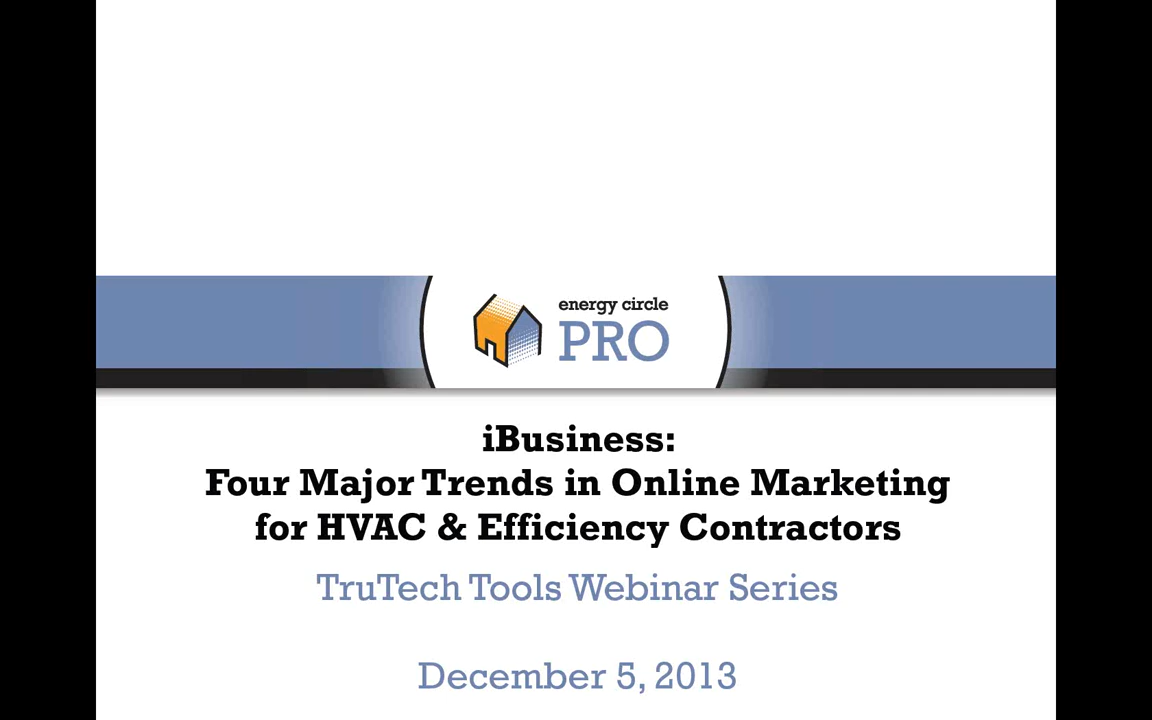 energy circle
PRO
iBusiness:
Four Major Trends in Online Marketing
for HVAC & Efficiency Contractors
TruTech Tools Webinar Series
December 5, 2013